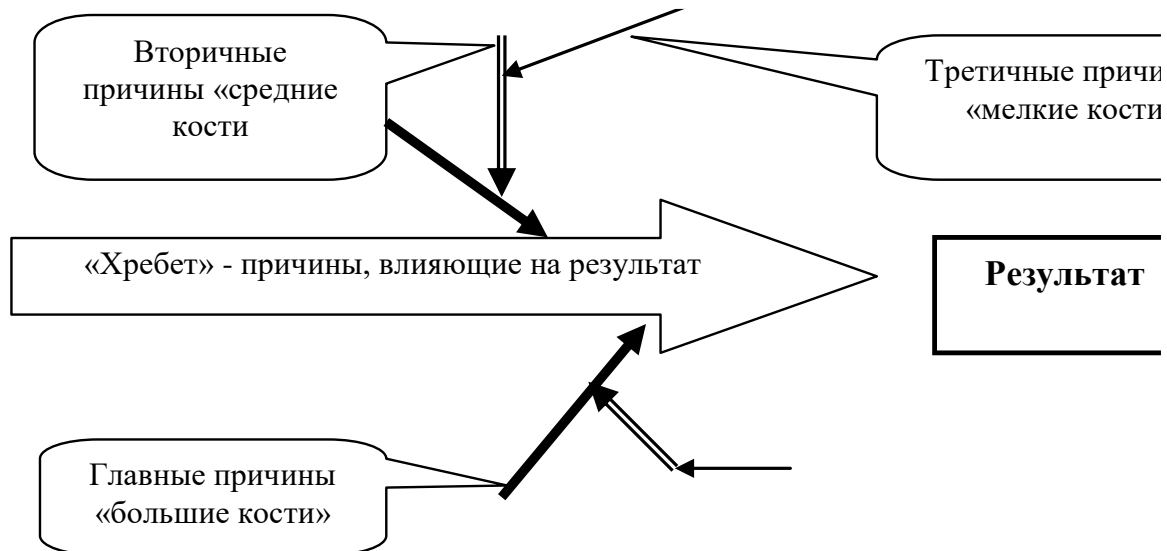 Вторичные
причины «средние
кости
Третичные причи
«мелкие кости
«Хребет» - причины, влияющие на результат
Результат
Главные причины
«большие кости»